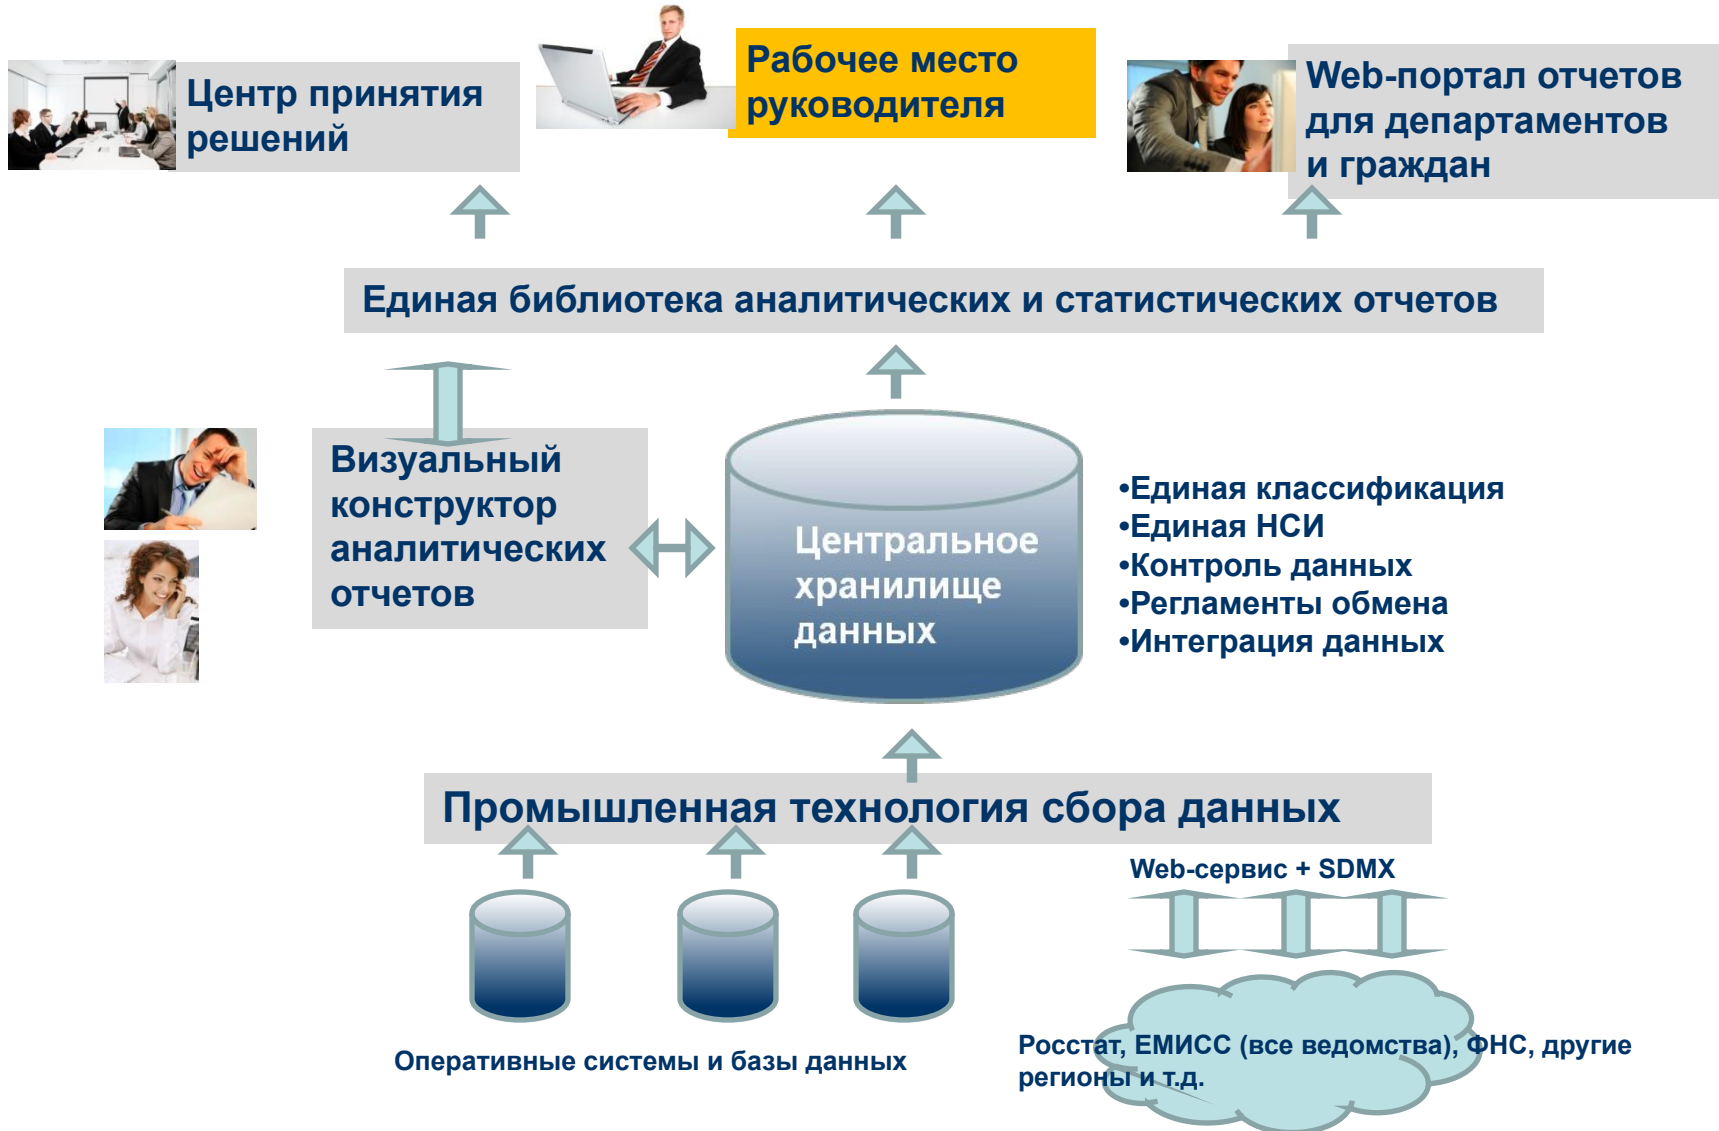 Центр принятия
решений
Рабочее место
руководителя
Web-портал отчетов
для департаментов
и граждан
Единая библиотека аналитических и статистических отчетов
Визуальный
конструктор
аналитических
отчетов
Центральное
хранилище
данных
•Единая классификация
•Единая НСИ
•Контроль данных
•Регламенты обмена
•Интеграция данных
Промышленная технология сбора данных
Web-сервис + SDMX
Оперативные системы и базы данных
Росстат, ЕМИСС (все ведомства), ФНС, другие
регионы и т.д.